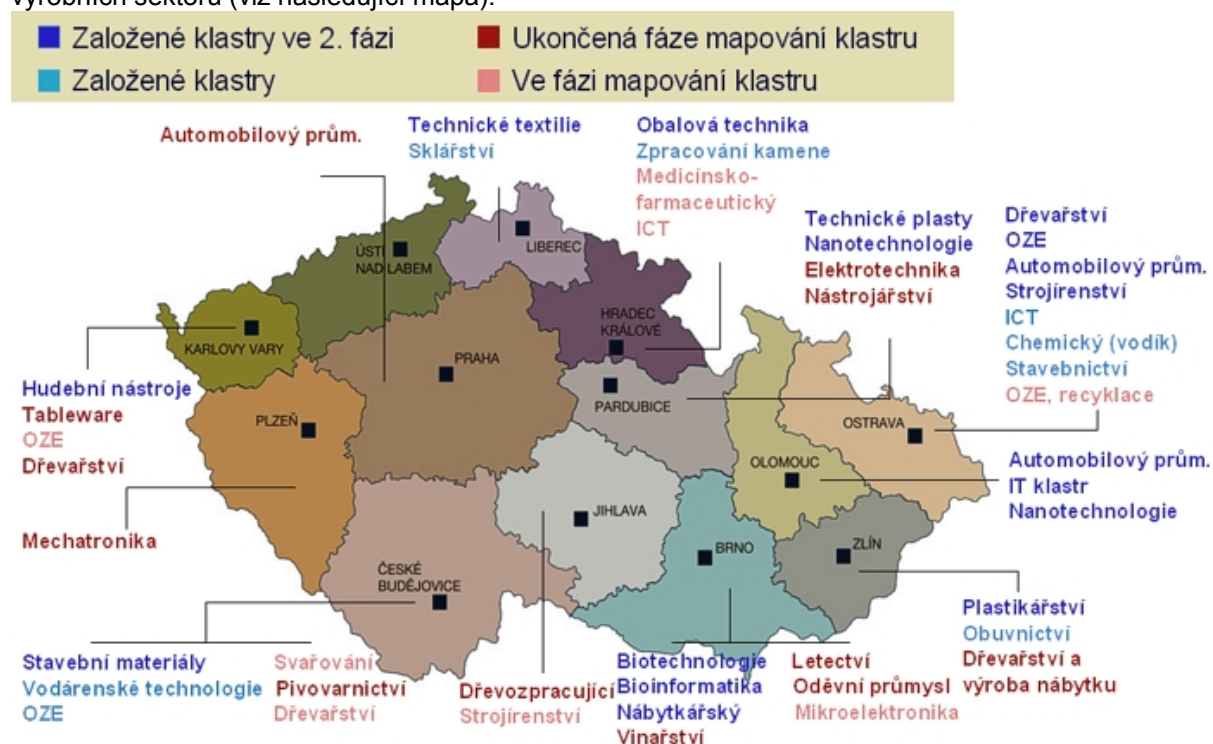 výrobních sektorů (viz následující mapa).
Založené klastry ve 2. fázi
Ukončená fáze mapování klastru
Založené klastry
Ve fázi mapování klastru
Automobilový prům.
Technické textilie
Sklářství
Obalová technika
Zpracování kamene
Medicínsko-
farmaceutický
ICT
Technické plasty
Nanotechnologie
Elektrotechnika
Nástrojářství
Dřevařství
OZE
Automobilový prům.
Strojírenství
ICT
Chemický (vodík)
Stavebnictví
OZE, recyklace
ÚSTÍ
NAD LABEM
LIBEREC
HRADEC
KRÁLOVÉ
KARLOVY VARY
PRAHA
PARDUBICE
PLZEŇ
OSTRAVA
OLOMOUC
JIHLAVA
BRNO
ZLÍN
ČESKÉ
BUDĚJOVICE
Hudební nástroje
Tableware
OZE
Dřevařství
Mechatronika
Automobilový prům.
IT klastr
Nanotechnologie
Plastikářství
Obuvnictví
Dřevařství a
výroba nábytku
Stavební materiály
Vodárenské technologie
OZE
Svařování
Pivovarnictví
Dřevařství
Dřevozpracující
Strojírenství
Biotechnologie
Bioinformatika
Nábytkářský
Vinařství
Letectví
Oděvní průmysl
Mikroelektronika